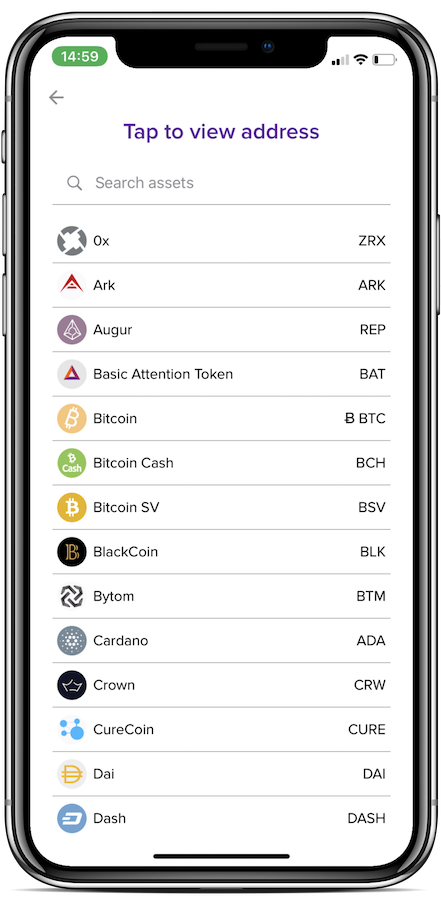 14:59
Tap to view address
Search assets
0x ZRX
Ark ARK
Augur REP
Basic Attention Token BAT
Bitcoin Ƀ BTC
Cash
Bitcoin Cash BCH
Bitcoin SV BSV
BlackCoin BLK
Bytom BTM
Cardano ADA
Crown CRW
CureCoin CURE
Dai DAI
Dash DASH